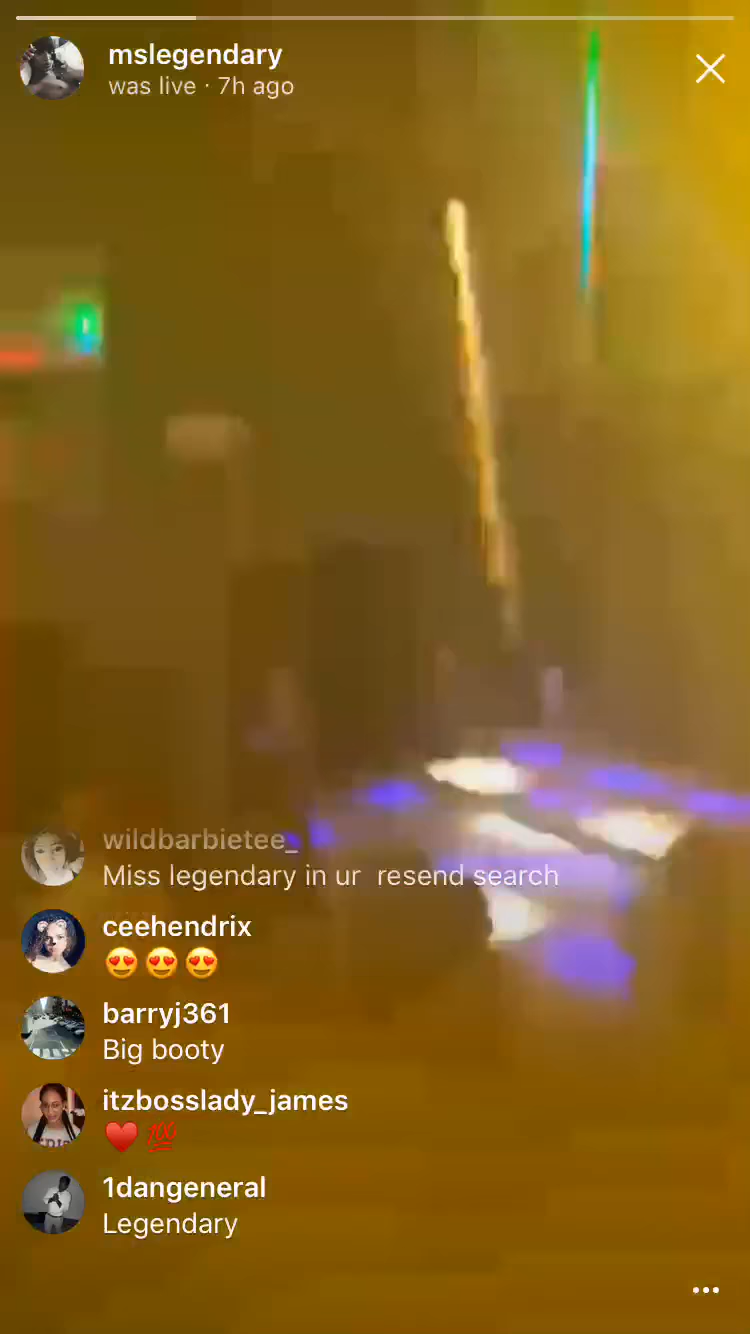 mslegendary
was live · 7h ago
wildbarbietee_
Miss legendary in ur  resend search
ceehendrix
😍😍😍
barryj361
Big booty
itzbosslady_james
❤️💯
1dangeneral
Legendary